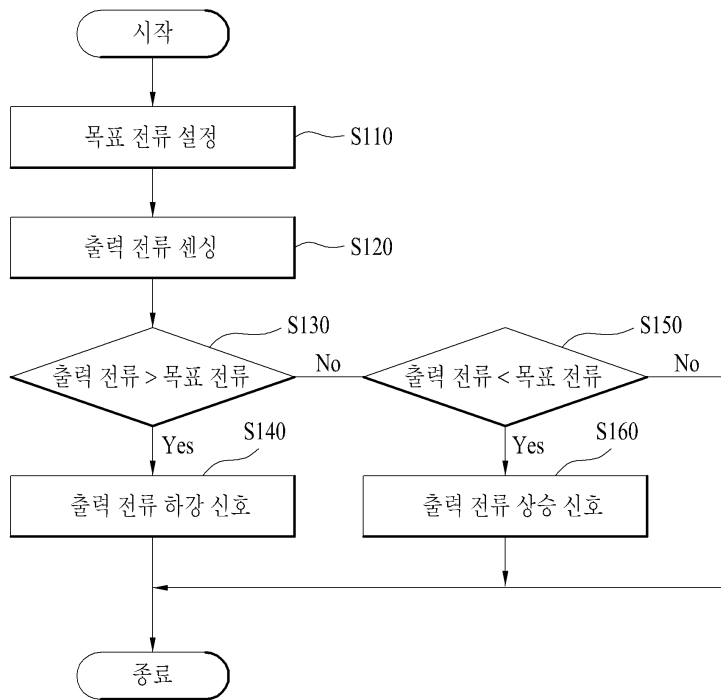 시작
목표 전류 설정
S110
출력 전류 센싱
S120
S130
출력 전류 > 목표 전류
No
S150
출력 전류 < 목표 전류
No
Yes
S140
출력 전류 하강 신호
Yes
S160
출력 전류 상승 신호
종료